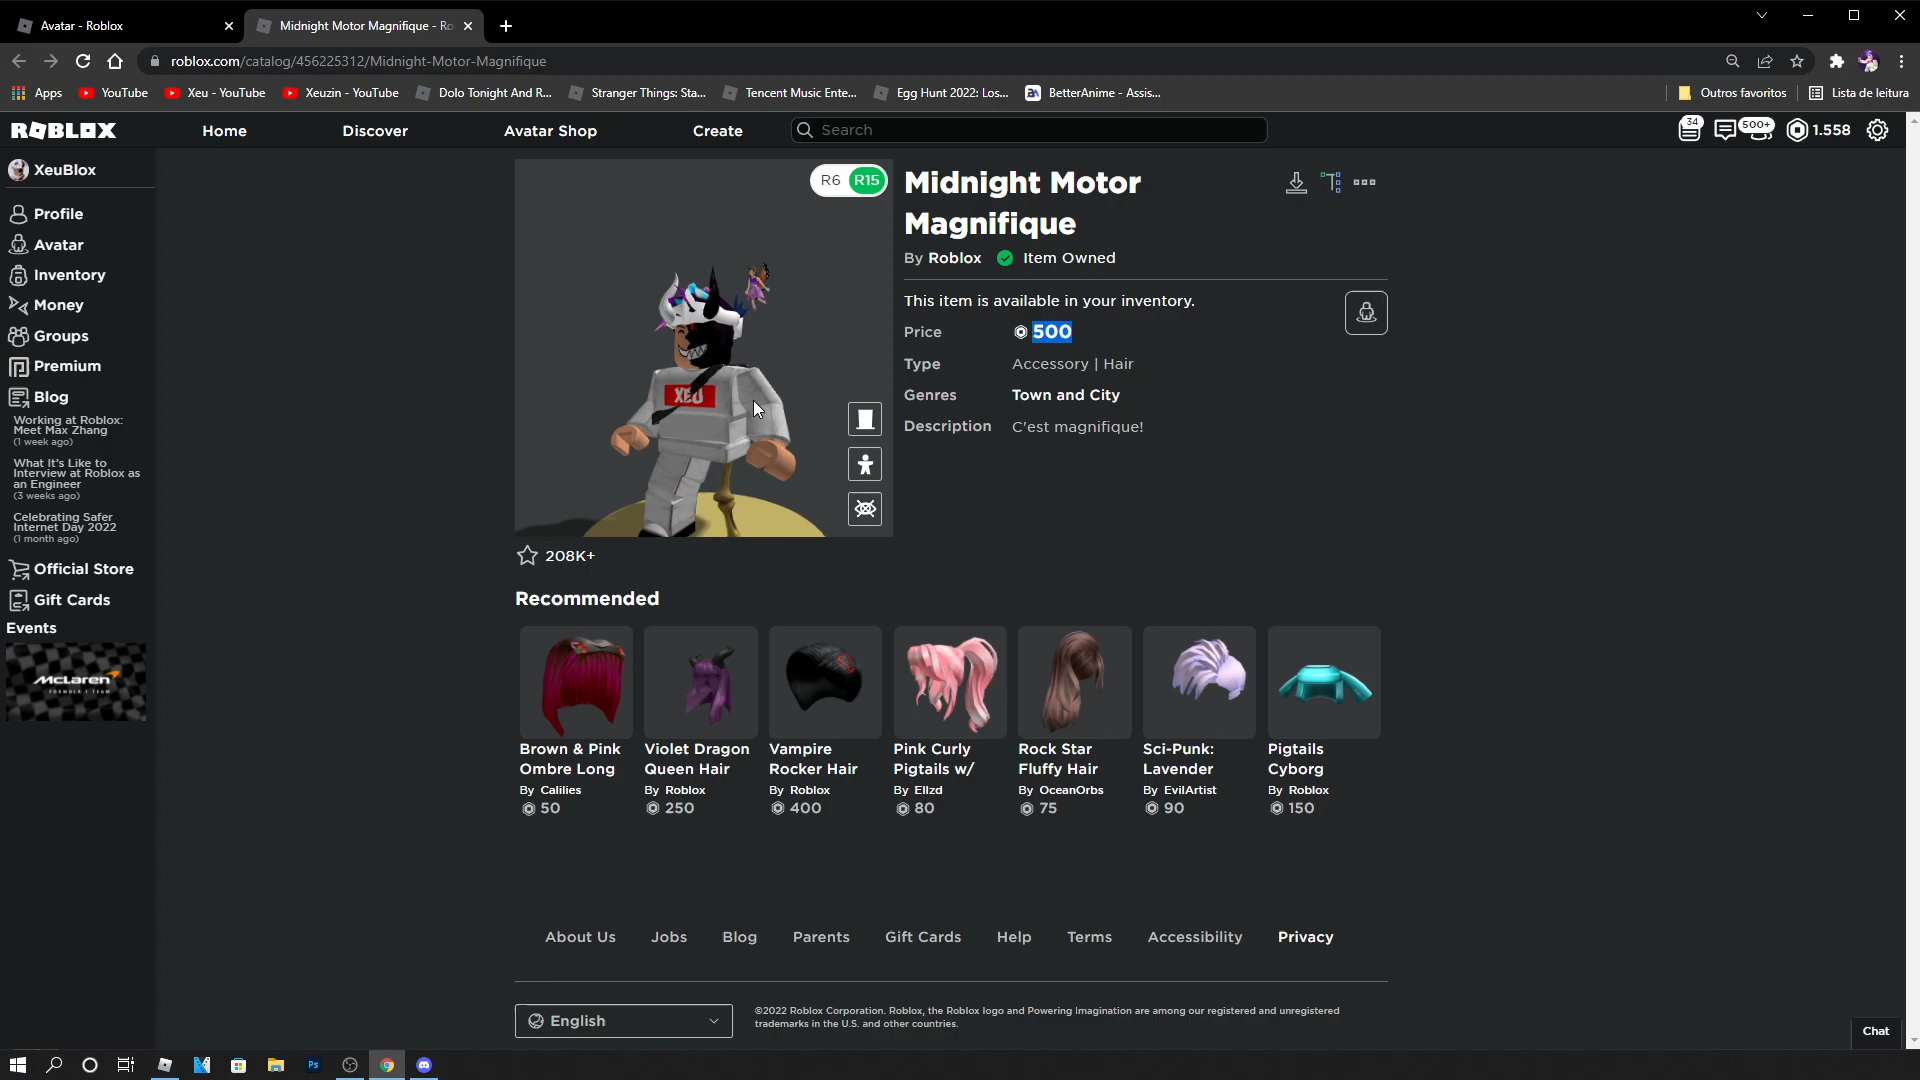 Avatar - Roblox
Midnight Motor Magnifique - Ro
roblox.com/catalog/456225312/Midnight-Motor-Magnifique
Apps
YouTube
Xeu - YouTube
Xeuzin - YouTube
Dolo Tonight And R...
Stranger Things: Sta...
Tencent Music Ente...
Egg Hunt 2022: Los...
BetterAnime - Assis...
Outros favoritos
Lista de leitura
ROBLOX
Home
Discover
Avatar Shop
Create
Search
34
500+
1.558
XeuBlox
Profile
Avatar
Inventory
Money
Groups
Premium
Blog
Working at Roblox:
Meet Max Zhang
(1 week ago)
What It's Like to
Interview at Roblox as
an Engineer
(3 weeks ago)
Celebrating Safer
Internet Day 2022
(1 month ago)
Official Store
Gift Cards
Events
McLaren
FORMULA 1 TEAM
R6
R15
XEU
Midnight Motor
Magnifique
By Roblox
Item Owned
This item is available in your inventory.
Price
500
Type
Accessory | Hair
Genres
Town and City
Description
C'est magnifique!
208K+
Recommended
Brown & Pink
Ombre Long
By Calilies
50
Violet Dragon
Queen Hair
By Roblox
250
Vampire
Rocker Hair
By Roblox
400
Pink Curly
Pigtails w/
By Ellzd
80
Rock Star
Fluffy Hair
By OceanOrbs
75
Sci-Punk:
Lavender
By EvilArtist
90
Pigtails
Cyborg
By Roblox
150
About Us
Jobs
Blog
Parents
Gift Cards
Help
Terms
Accessibility
Privacy
English
©2022 Roblox Corporation. Roblox, the Roblox logo and Powering Imagination are among our registered and unregistered
trademarks in the U.S. and other countries.
Chat
Ps